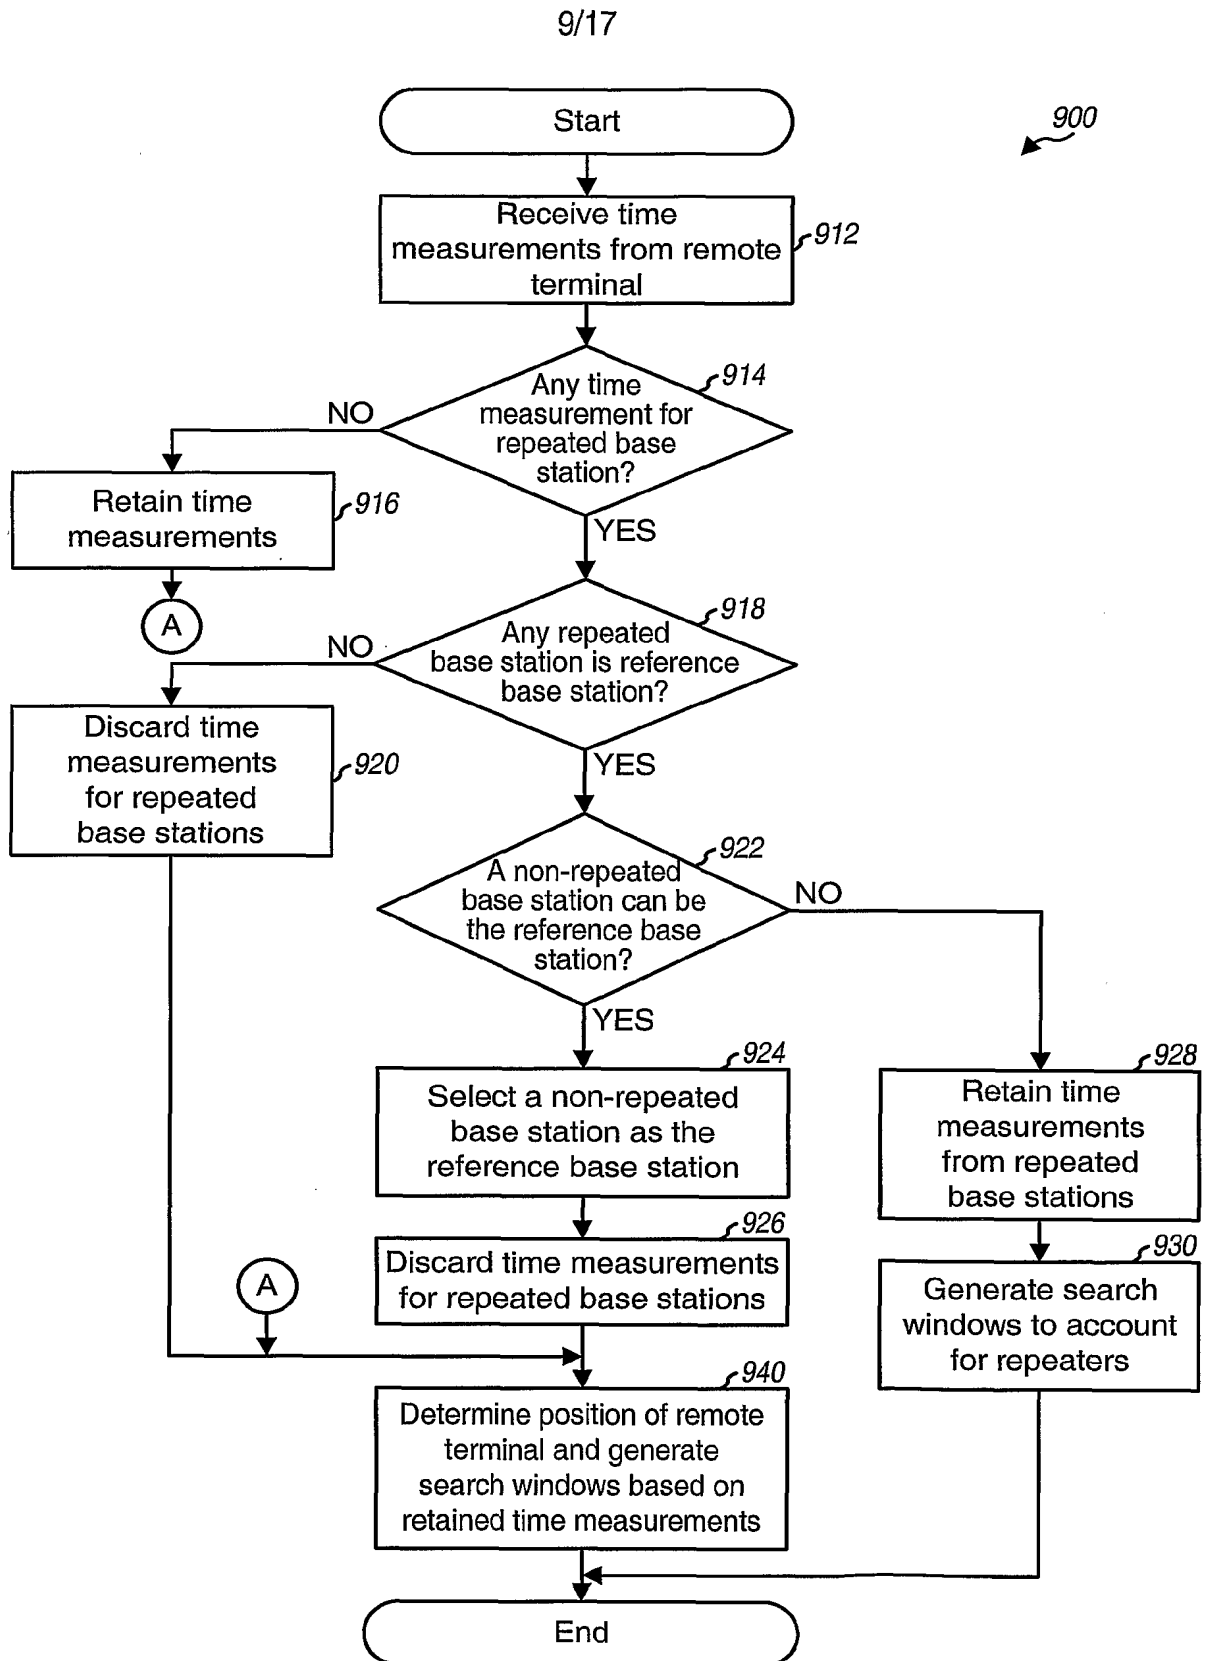 9/17
Start
900
Receive time
measurements from remote
terminal
912
Any time
measurement for
repeated base
station?
914
NO
YES
Retain time
measurements
916
A
Any repeated
base station is reference
base station?
918
NO
YES
Discard time
measurements
for repeated
base stations
920
A non-repeated
base station can be
the reference base
station?
922
NO
YES
Select a non-repeated
base station as the
reference base station
924
Retain time
measurements
from repeated
base stations
928
Discard time measurements
for repeated base stations
926
Generate search
windows to account
for repeaters
930
A
Determine position of remote
terminal and generate
search windows based on
retained time measurements
940
End